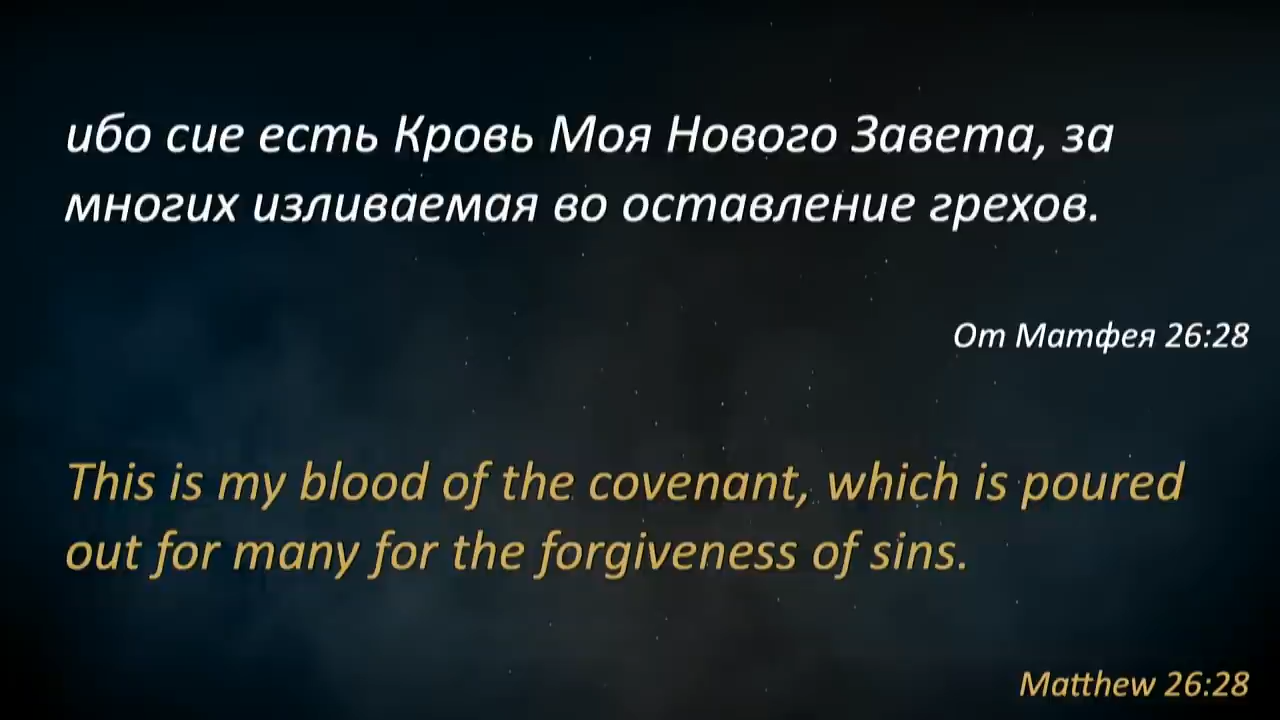 ибо сие есть Кровь Моя Нового Завета, за
многих изливаемая во оставление грехов.
От Матфея 26:28
This is my blood of the covenant, which is poured
out for many for the forgiveness of sins.
Matthew 26:28